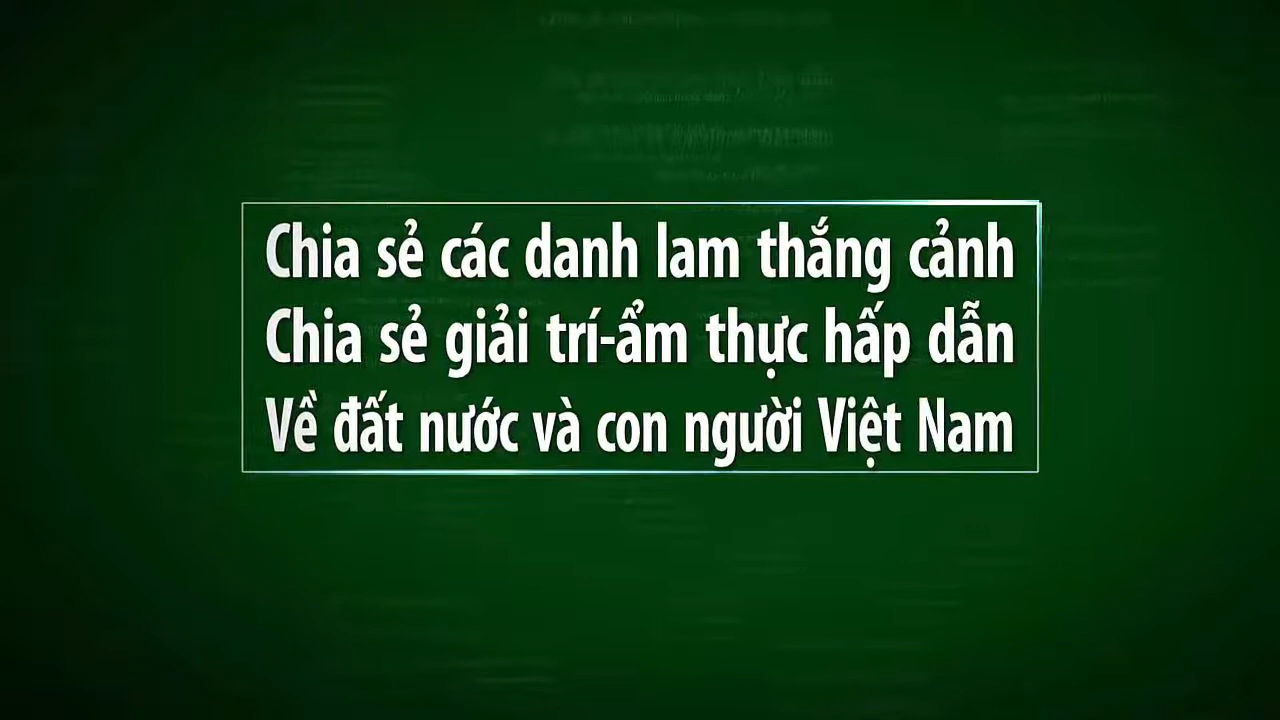 Chia sẻ các danh lam thắng cảnh
Chia sẻ giải trí-ẩm thực hấp dẫn
Về đất nước và con người Việt Nam